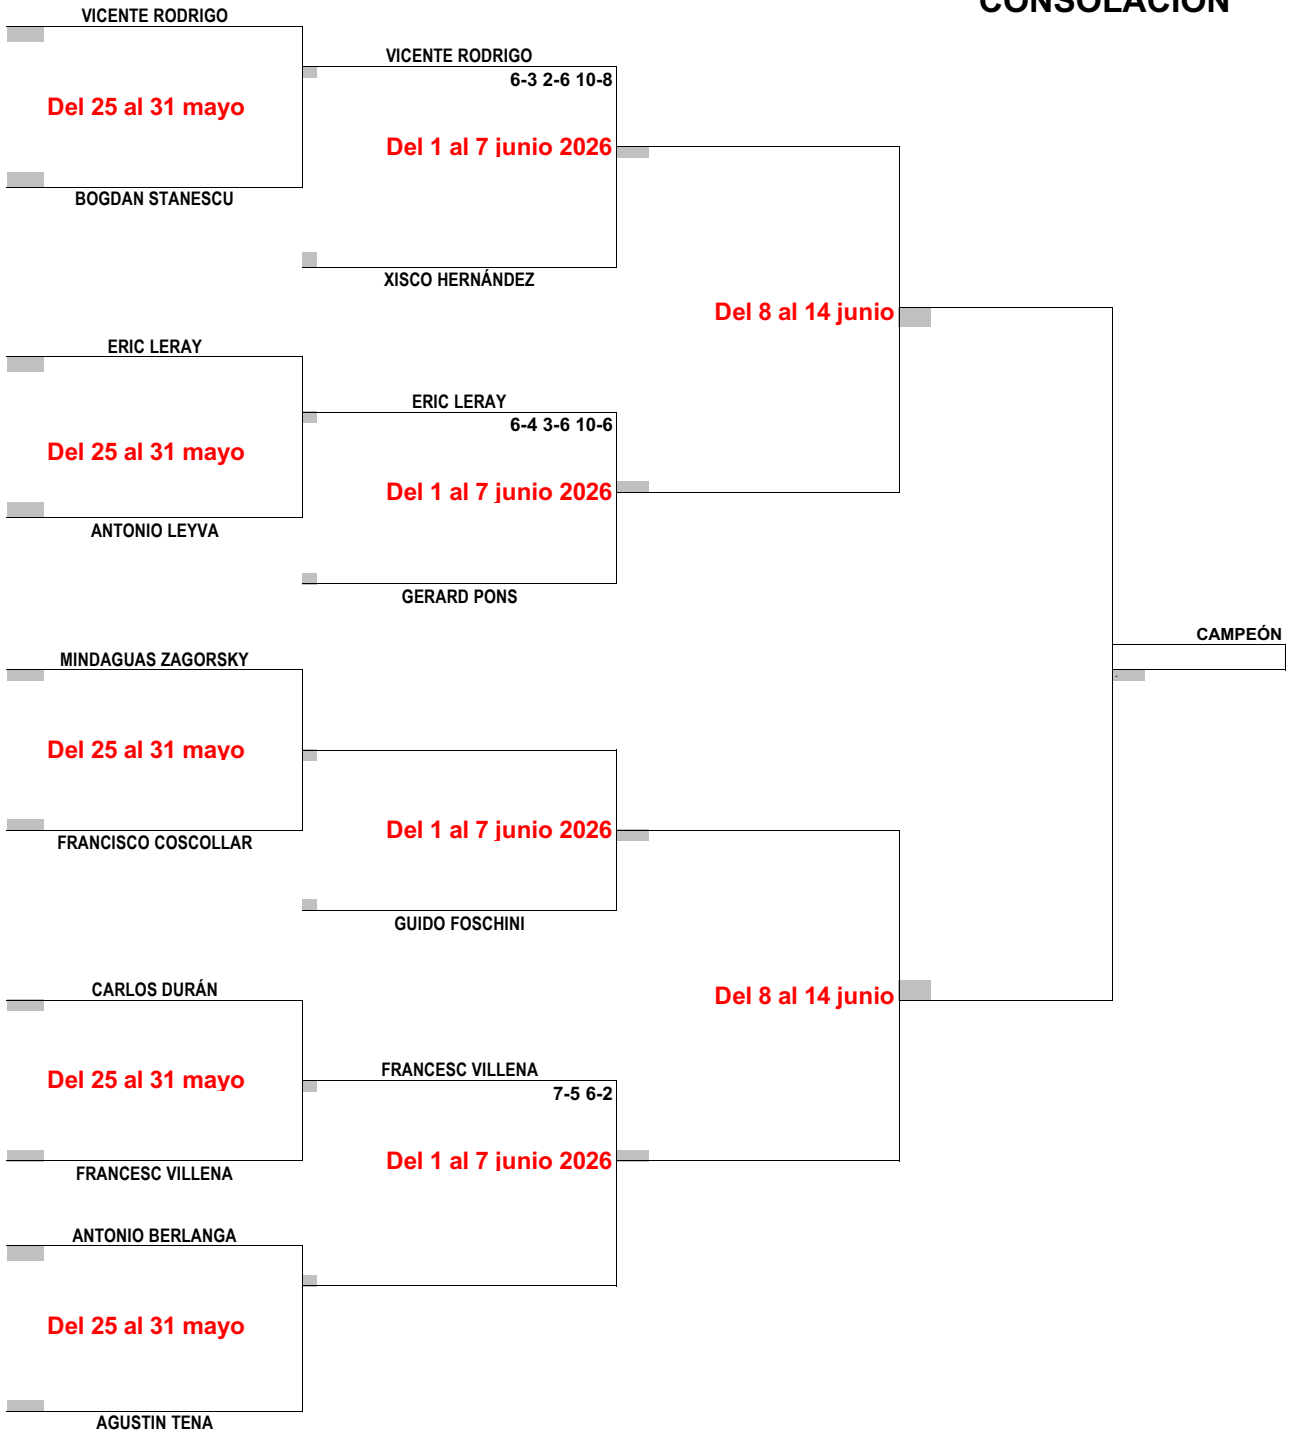 CONSOLACIÓN
VICENTE RODRIGO
VICENTE RODRIGO
6-3 2-6 10-8
Del 25 al 31 mayo
Del 1 al 7 junio 2026
BOGDAN STANESCU
XISCO HERNÁNDEZ
Del 8 al 14 junio
ERIC LERAY
ERIC LERAY
6-4 3-6 10-6
Del 25 al 31 mayo
Del 1 al 7 junio 2026
ANTONIO LEYVA
GERARD PONS
CAMPEÓN
MINDAGUAS ZAGORSKY
Del 25 al 31 mayo
Del 1 al 7 junio 2026
FRANCISCO COSCOLLAR
GUIDO FOSCHINI
CARLOS DURÁN
Del 8 al 14 junio
FRANCESC VILLENA
7-5 6-2
Del 25 al 31 mayo
Del 1 al 7 junio 2026
FRANCESC VILLENA
ANTONIO BERLANGA
Del 25 al 31 mayo
AGUSTIN TENA